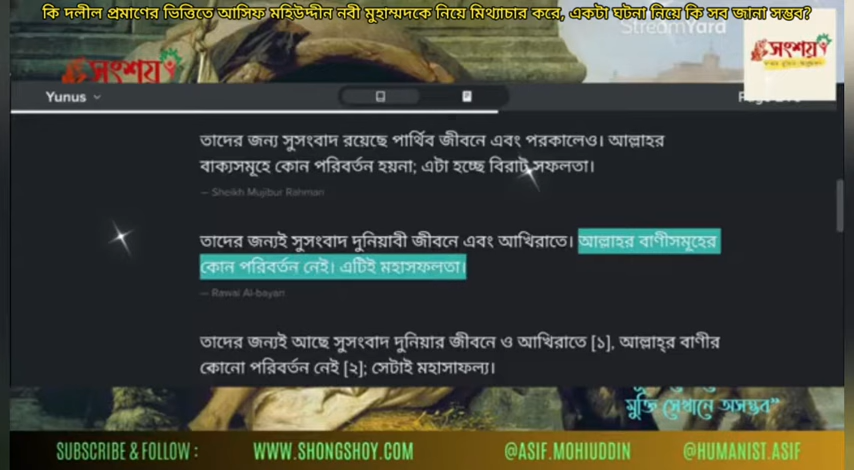 কি দলীল প্রমাণের ভিত্তিতে আসিফ মহিউদ্দীন নবী মুহাম্মদকে নিয়ে মিথ্যাচার করে, একটা ঘটনা নিয়ে কি সব জানা সম্ভব?
StreamYard
সংশয়
সংশয়
Yunus
তাদের জন্য সুসংবাদ রয়েছে পার্থিব জীবনে এবং পরকালেও। আল্লাহর
বাক্যসমূহে কোন পরিবর্তন হয়না; এটা হচ্ছে বিরাট সফলতা।
— Sheikh Mujibur Rahman
তাদের জন্যই সুসংবাদ দুনিয়াবী জীবনে এবং আখিরাতে। আল্লাহর বাণীসমূহের
কোন পরিবর্তন নেই। এটিই মহাসফলতা।
— Rawai Al-bayan
তাদের জন্যই আছে সুসংবাদ দুনিয়ার জীবনে ও আখিরাতে [১], আল্লাহ্‌র বাণীর
কোনো পরিবর্তন নেই [২]; সেটাই মহাসাফল্য।
মুক্তি সেখানে অসম্ভব”
SUBSCRIBE & FOLLOW : WWW.SHONGSHOY.COM @ASIF.MOHIUDDIN @HUMANIST.ASIF